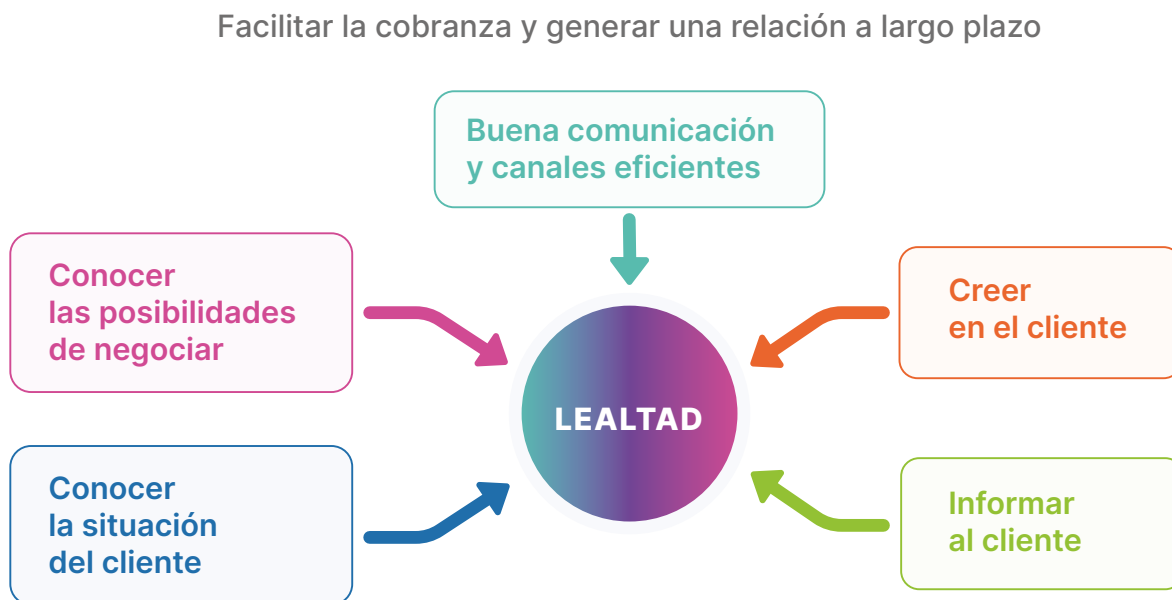 Facilitar la cobranza y generar una relación a largo plazo
Buena comunicación
y canales eficientes
Conocer
las posibilidades
de negociar
Creer
en el cliente
LEALTAD
Conocer
la situación
del cliente
Informar
al cliente